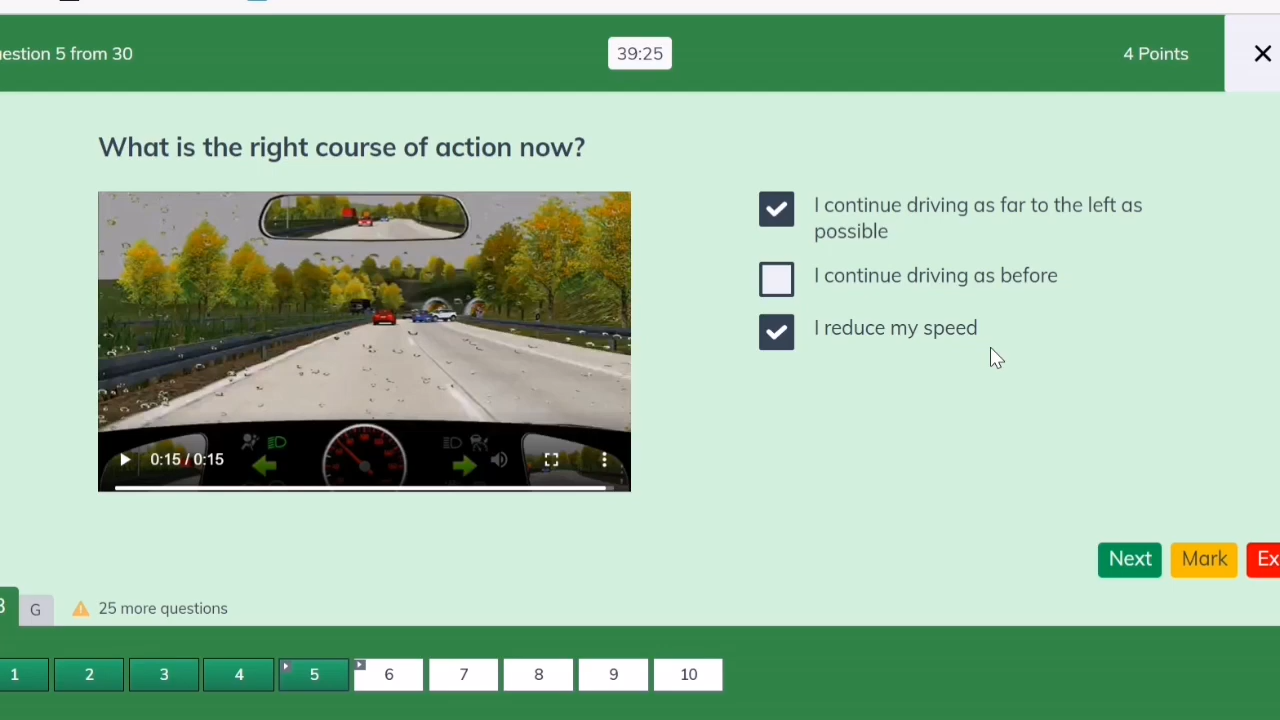 estion 5 from 30
39:25
4 Points
What is the right course of action now?
I continue driving as far to the left as
possible
I continue driving as before
I reduce my speed
0:15 / 0:15
Next
Mark
Ex
G
25 more questions
1
2
3
4
5
6
7
8
9
10